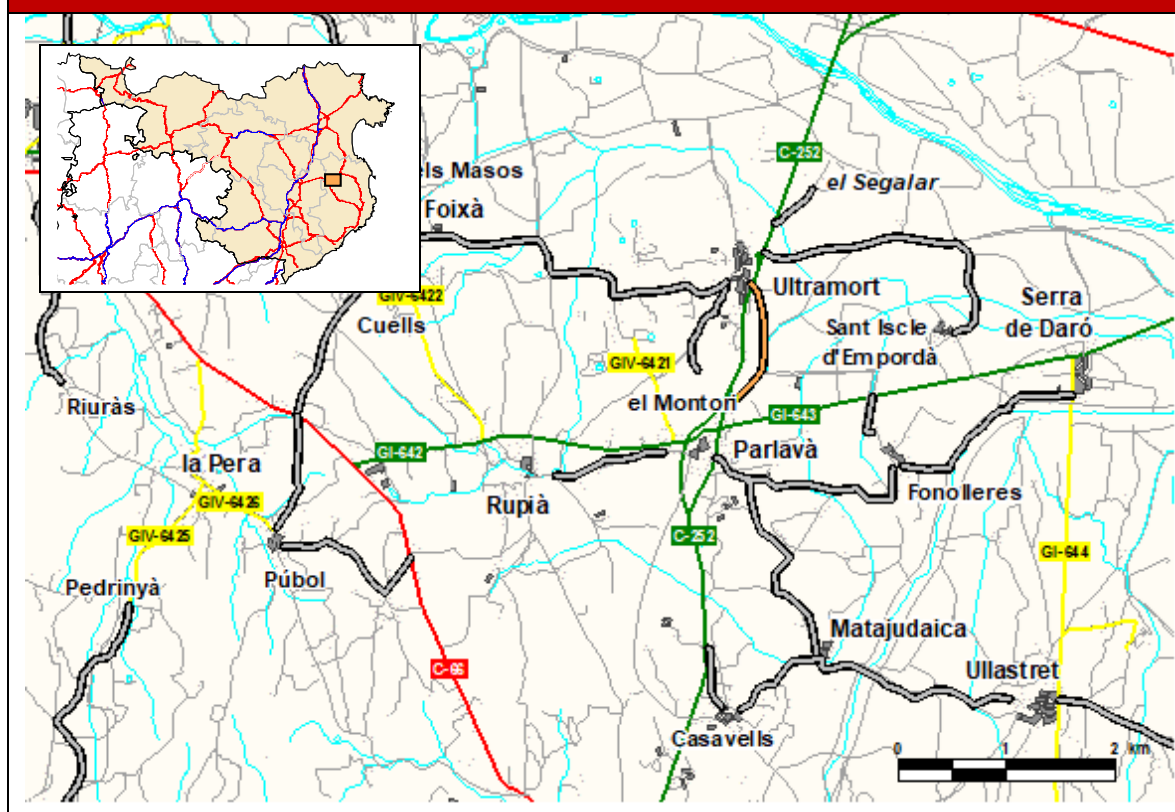 C-252
els Masos
el Segalar
Foixà
Ultramort
GIV-6422
Serra
de Daró
Cuells
Sant Iscle
d'Empordà
GIV-6421
el Montori
Riuràs
GI-643
GI-642
Parlavà
la Pera
GIV-6426
Rupià
Fonolleres
GIV-6425
C-252
GI-644
Pedrinyà
Púbol
Matajudaica
C-66
Ullastret
Casavells
0 1 2 km